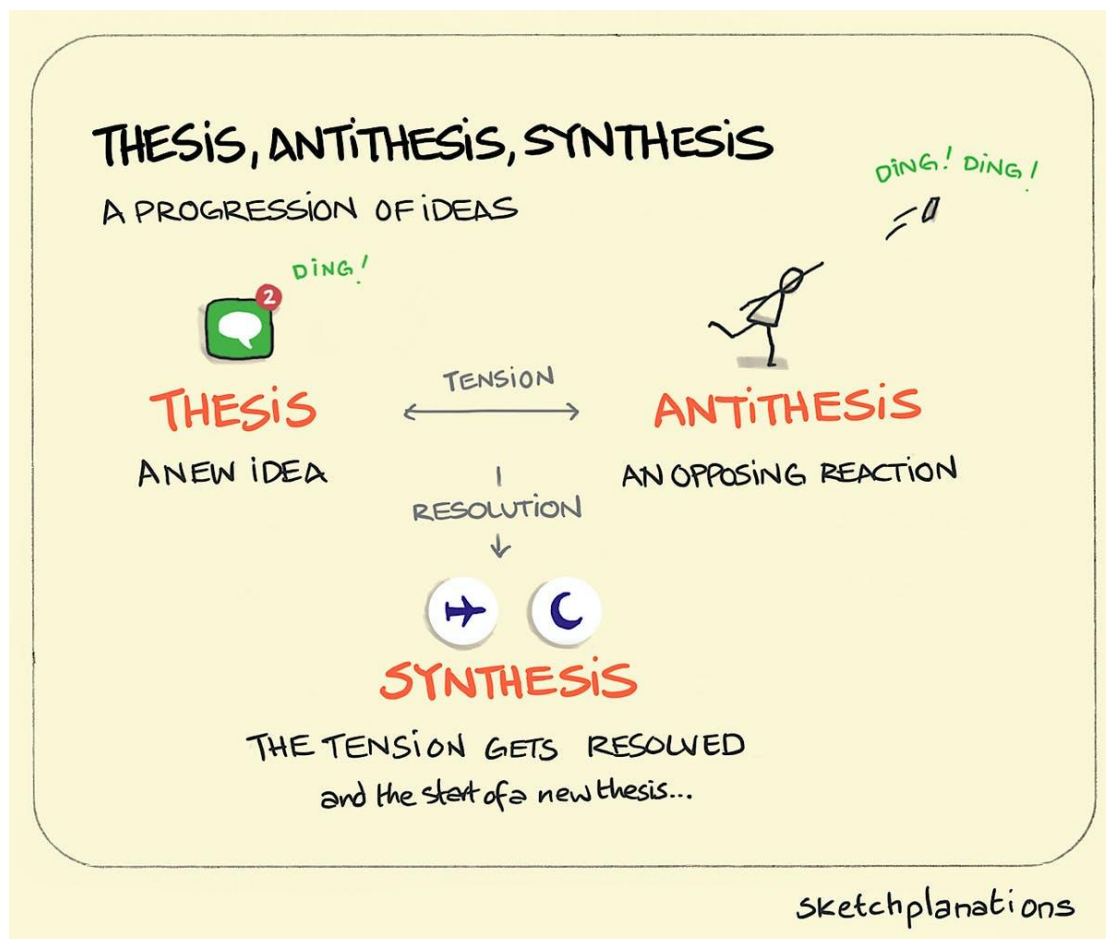 THESIS, ANTITHESIS, SYNTHESIS
A PROGRESSION OF IDEAS
DING! DING!
DING!
2
TENSION
THESIS
ANTITHESIS
A NEW IDEA
AN OPPOSING REACTION
RESOLUTION
SYNTHESIS
THE TENSION GETS RESOLVED
and the start of a new thesis...
sketchplanations